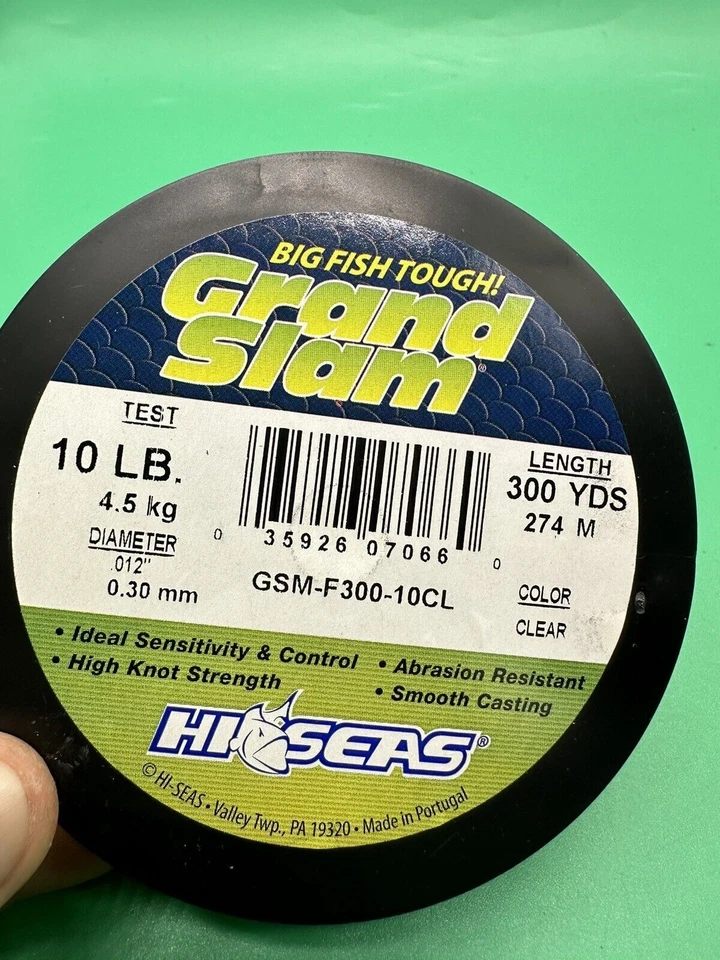 BIG FISH TOUGH!
Grand
Slam®
TEST
10 LB.
4.5 kg
DIAMETER
.012"
0.30 mm
0 35926 07066 0
GSM-F300-10CL
LENGTH
300 YDS
274 M
COLOR
CLEAR
• Ideal Sensitivity & Control
• High Knot Strength
• Abrasion Resistant
• Smooth Casting
HI-SEAS®
© HI-SEAS • Valley Twp., PA 19320 • Made in Portugal